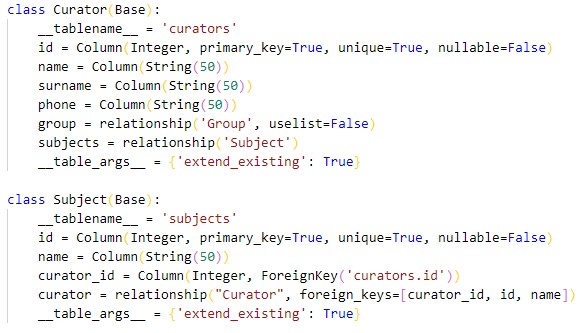 class Curator(Base):
    __tablename__ = 'curators'
    id = Column(Integer, primary_key=True, unique=True, nullable=False)
    name = Column(String(50))
    surname = Column(String(50))
    phone = Column(String(50))
    group = relationship('Group', uselist=False)
    subjects = relationship('Subject')
    __table_args__ = {'extend_existing': True}

class Subject(Base):
    __tablename__ = 'subjects'
    id = Column(Integer, primary_key=True, unique=True, nullable=False)
    name = Column(String(50))
    curator_id = Column(Integer, ForeignKey('curators.id'))
    curator = relationship("Curator", foreign_keys=[curator_id, id, name])
    __table_args__ = {'extend_existing': True}